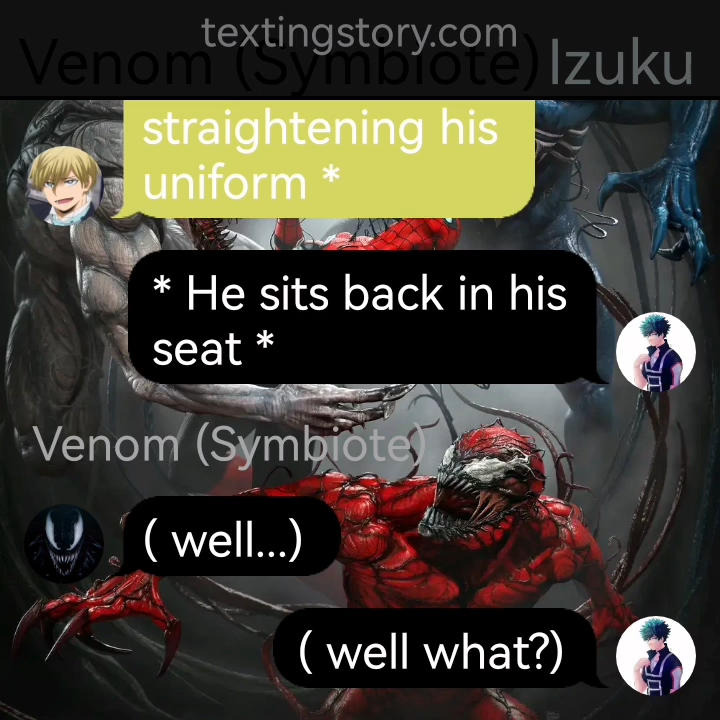 textingstory.com
Venom (Symbiote) Izuku
straightening his
uniform *
* He sits back in his
seat *
Venom (Symbiote)
( well...)
( well what?)